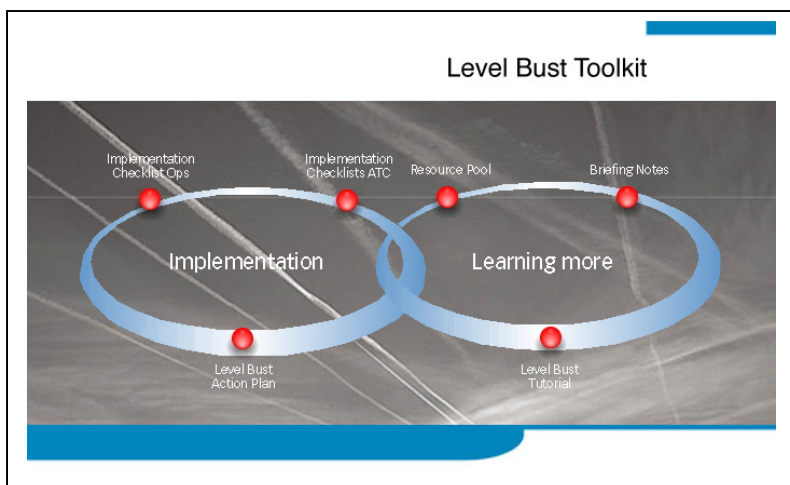 Level Bust Toolkit
Implementation
Checklist Ops
Implementation
Checklists ATC
Resource Pool
Briefing Notes
Implementation
Learning more
Level Bust
Action Plan
Level Bust
Tutorial